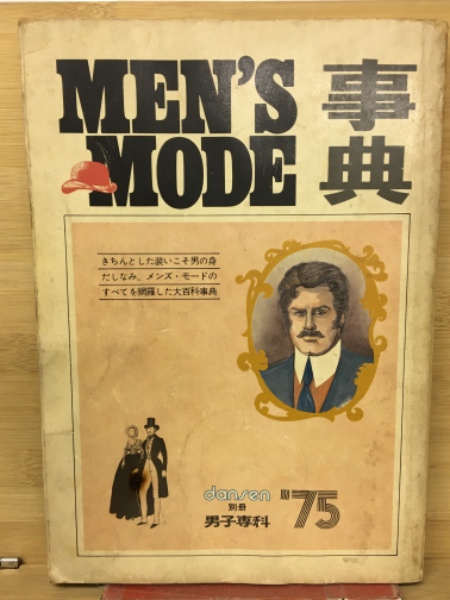 MEN'S
MODE
事典
きちんとした装いこそ男の身
だしなみ、メンズ・モードの
すべてを網羅した大百科事典
dansen
別冊
男子専科
'75